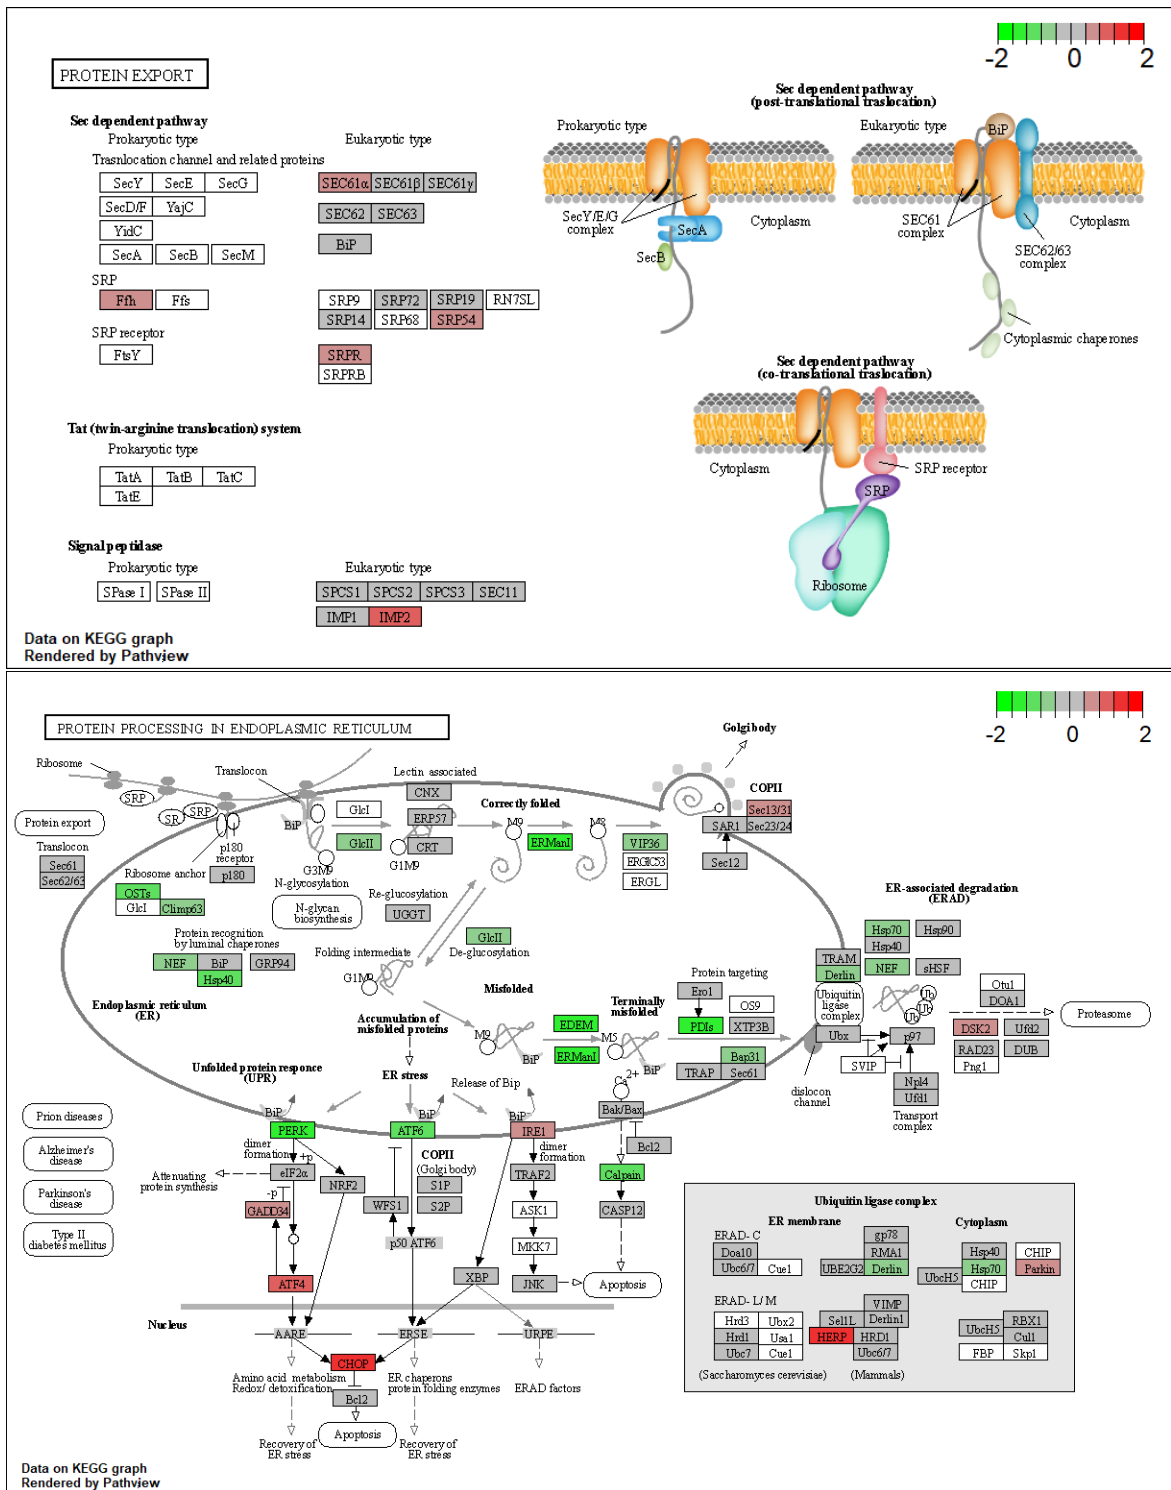 -2 0 2
PROTEIN EXPORT
Sec dependent pathway
Prokaryotic type
Eukaryotic type
Trasnlocation channel and related proteins
SecY SecE SecG
SEC61α SEC61β SEC61γ
SecD/F YajC
SEC62 SEC63
YidC
BiP
SecA SecB SecM
SRP
Ffh Ffs
SRP9 SRP72 SRP19 RN7SL
SRP14 SRP68 SRP54
SRP receptor
FtsY
SRPR
SRPRB
Tat (twin-arginine translocation) system
Prokaryotic type
TatA TatB TatC
TatE
Signal peptidase
Prokaryotic type
Eukaryotic type
SPase I SPase II
SPCS1 SPCS2 SPCS3 SEC11
IMP1 IMP2
Sec dependent pathway
(post-translational traslocation)
Prokaryotic type
Eukaryotic type
BiP
SecY/E/G
complex
SecA
SecB
Cytoplasm
SEC61
complex
Cytoplasm
SEC62/63
complex
Cytoplasmic chaperones
Sec dependent pathway
(co-translational traslocation)
Cytoplasm
SRP receptor
SRP
Ribosome
Data on KEGG graph
Rendered by Pathview
-2 0 2
PROTEIN PROCESSING IN ENDOPLASMIC RETICULUM
Golgi body
Ribosome
Translocon
Lectin associated
CNX
COPII
SRP
SR
SRP
GlcI
Correctly folded
Sec13/31
Protein export
BiP
ERP57
M9
M8
SAR1 Sec23/24
Translocon
p180
receptor
GlcII
CRT
ERManI
VIP36
Sec61
Sec62/63
Ribosome anchor
p180
G3M9
G1M9
ERGIC53
Sec12
N-glycosylation
ERGL
OSTs
Re-glucosylation
GlcI Climp63
N-glycan
biosynthesis
UGGT
ER-associated degradation
(ERAD)
Protein recognition
by luminal chaperones
GlcII
Hsp70 Hsp90
Hsp40
NEF BiP GRP94
Folding intermediate
De-glucosylation
TRAM
Hsp40
G1M9
Protein targeting
Derlin
NEF sHSF
Endoplasmic reticulum
(ER)
Misfolded
Terminally
misfolded
Ero1
OS9
Ubiquitin
ligase
complex
Ub
Ub
Ub
Otu1
DOA1
Accumulation of
misfolded proteins
M9
EDEM
M5
PDIs
XTP3B
Ubx
p97
DSK2 Ufd2
Proteasome
BiP
ERManI
BiP
Bap31
TRAP Sec61
SVIP
RAD23 DUB
Png1
Unfolded protein responce
(UPR)
ER stress
Release of Bip
Ca 2+
dislocon
channel
Npl4
Ufd1
Transport
complex
BiP
BiP
BiP
Bak/Bax
Prion diseases
PERK
ATF6
IRE1
Bcl2
dimer
formation
+p
COPII
(Golgi body)
dimer
formation
Alzheimer's
disease
Attenuating
protein synthesis
eIF2α
NRF2
S1P
TRAF2
Calpain
Parkinson's
disease
-p
GADD34
WFS1
S2P
ASK1
CASP12
Type II
diabetes mellitus
p50 ATF6
MKK7
ATF4
XBP
JNK
Apoptosis
Nucleus
AARE
ERSE
URPE
CHOP
Amino acid metabolism
Redox/ detoxification
ER chaperons
protein folding enzymes
ERAD factors
Bcl2
Apoptosis
Recovery of
ER stress
Recovery of
ER stress
Ubiquitin ligase complex
ER membrane
Cytoplasm
ERAD- C
gp78
Doa10
RMA1
Hsp40 CHIP
Ubc6/7 Cue1
UBE2G2 Derlin
UbcH5 Hsp70 Parkin
CHIP
ERAD- L/ M
VIMP
Hrd3 Ubx2
Sel1L Derlin1
RBX1
Hrd1 Usa1
HERP HRD1
UbcH5 Cul1
Ubc7 Cue1
Ubc6/7
FBP Skp1
(Saccharomyces cerevisiae)
(Mammals)
Data on KEGG graph
Rendered by Pathview